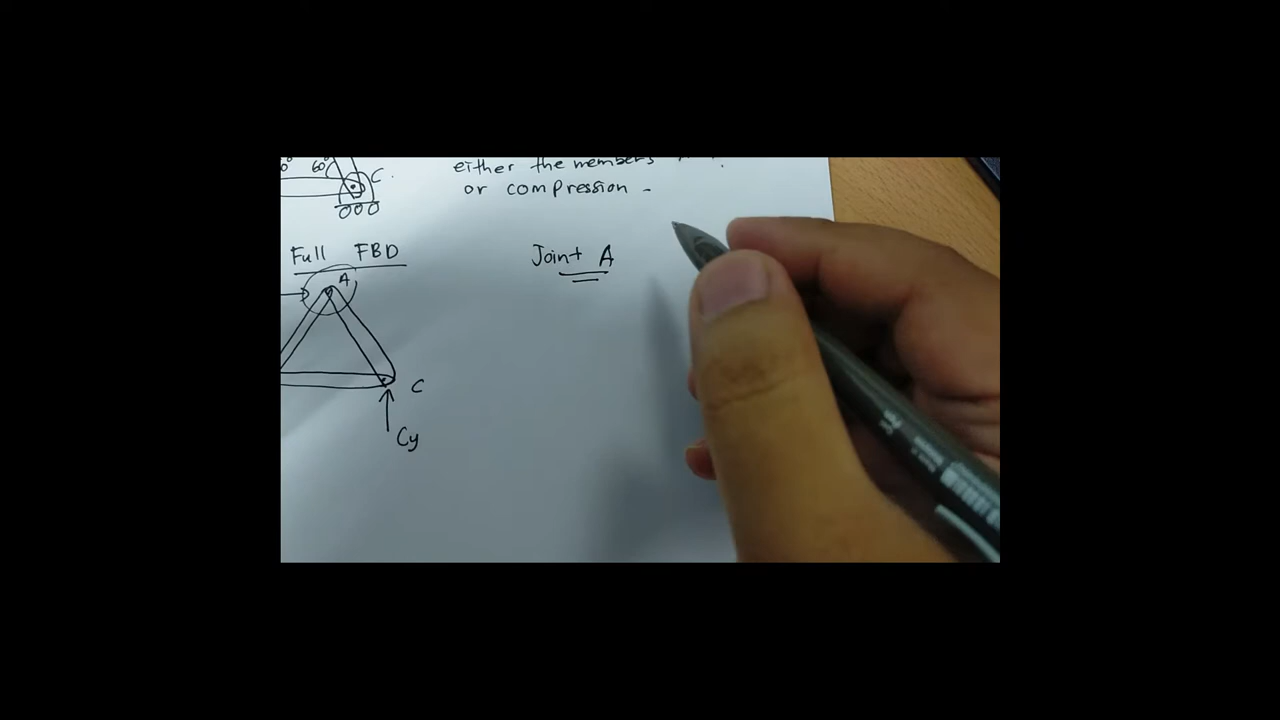 60° C.
either the members
or compression -
Full FBD
Joint A
A
C
Cy